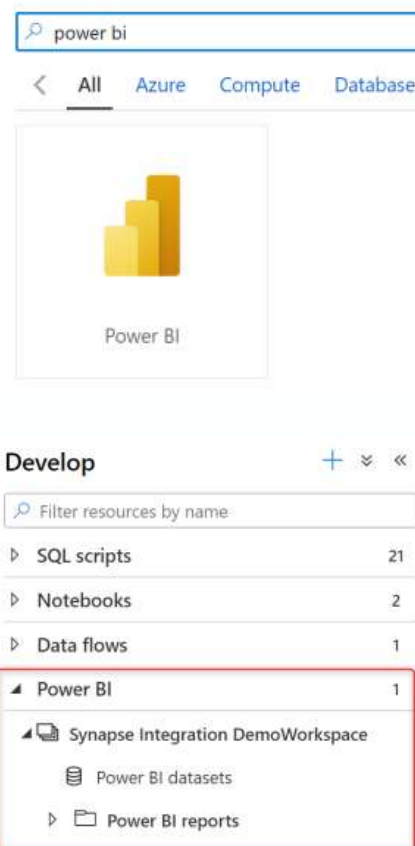 power bi
All Azure Compute Database
Power BI
Develop
Filter resources by name
SQL scripts 21
Notebooks 2
Data flows 1
Power BI 1
Synapse Integration DemoWorkspace
Power BI datasets
Power BI reports